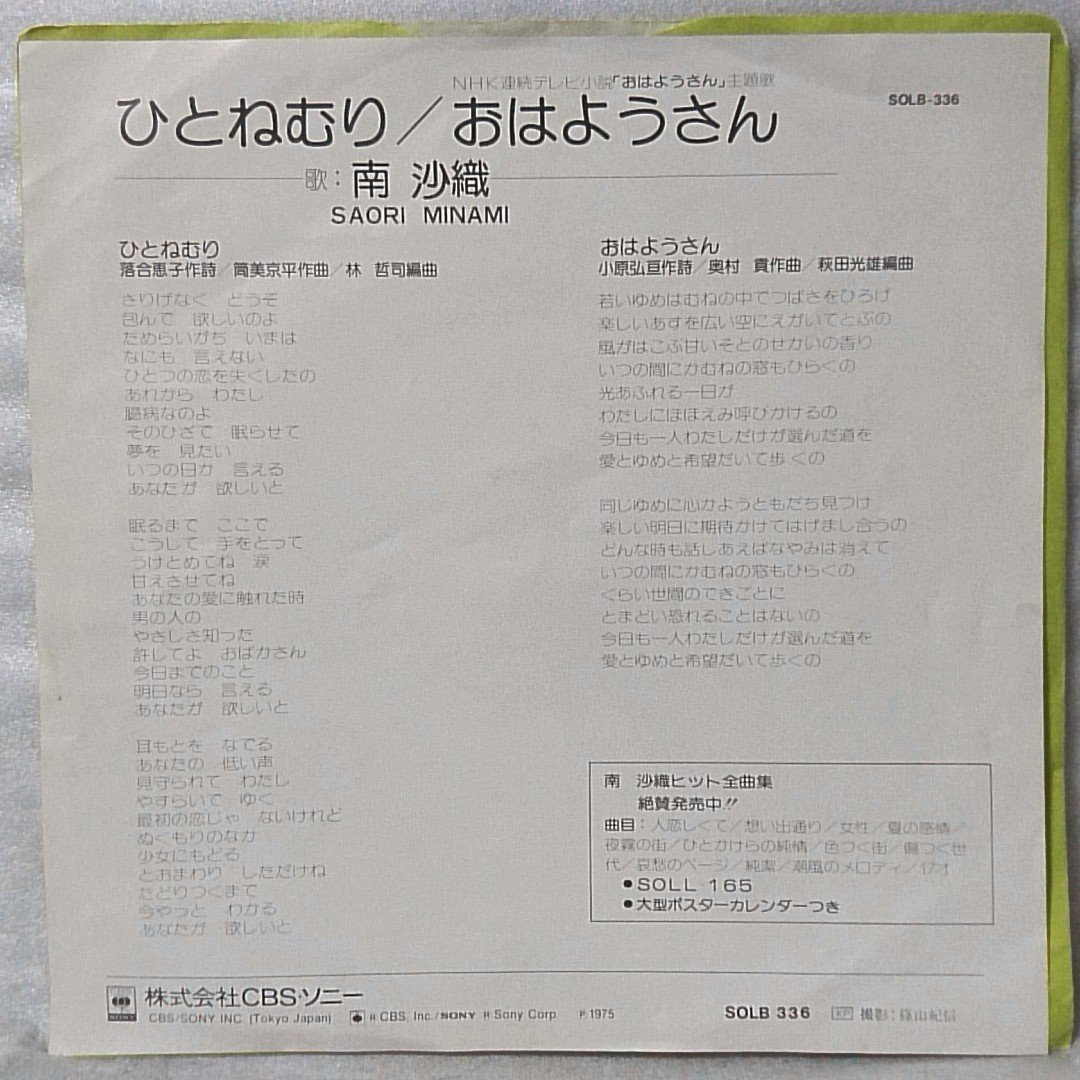 NHK連続テレビ小説「おはようさん」主題歌
SOLB-336
ひとねむり／おはようさん
歌：南 沙織
SAORI MINAMI
ひとねむり
落合恵子作詩／筒美京平作曲／林 哲司編曲
さりげなく どうぞ
包んで 欲しいのよ
ためらいがち いまは
なにも 言えない
ひとつの恋を失くしたの
あれから わたし
臆病なのよ
そのひざで 眠らせて
夢を 見たい
いつの日か 言える
あなたが 欲しいと
眠るまで ここで
こうして 手をとって
うけとめてね 涙
甘えさせてね
あなたの愛に触れた時
男の人の
やさしさ知った
許してよ おばかさん
今日までのこと
明日なら 言える
あなたが 欲しいと
耳もとを なでる
あなたの 低い声
見守られて わたし
やすらいで ゆく
最初の恋じゃ ないけれど
ぬくもりのなか
少女にもどる
とおまわり しただけね
たどりつくまで
今やっと わかる
あなたが 欲しいと
おはようさん
小原弘亘作詩／奥村 貢作曲／萩田光雄編曲
若いゆめはむねの中でつばさをひろげ
楽しいあすを広い空にえがいてとぶの
風がはこぶ甘いそとのせかいの香り
いつの間にかむねの窓もひらくの
光あふれる一日が
わたしにほほえみ呼びかけるの
今日も一人わたしだけが選んだ道を
愛とゆめと希望だいて歩くの
同じゆめに心かようともだち見つけ
楽しい明日に期待かけてはげまし合うの
どんな時も話しあえばなやみは消えて
いつの間にかむねの窓もひらくの
くらい世間のできごとに
とまどい恐れることはないの
今日も一人わたしだけが選んだ道を
愛とゆめと希望だいて歩くの
南 沙織ヒット全曲集
絶賛発売中!!
曲目：人恋しくて／想い出通り／女性／夏の感情／
夜霧の街／ひとかけらの純情／色づく街／傷つく世
代／哀愁のページ／純潔／潮風のメロディ／17才
●SOLL 165
●大型ポスターカレンダーつき
SONY
株式会社CBS・ソニー
CBS/SONY INC. (Tokyo Japan) ® CBS, Inc./SONY ® Sony Corp. ℗ 1975
SOLB 336
撮影：篠山紀信